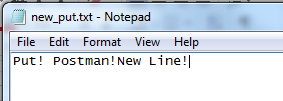 new_put.txt - Notepad
File Edit Format View Help
Put! Postman!New Line!